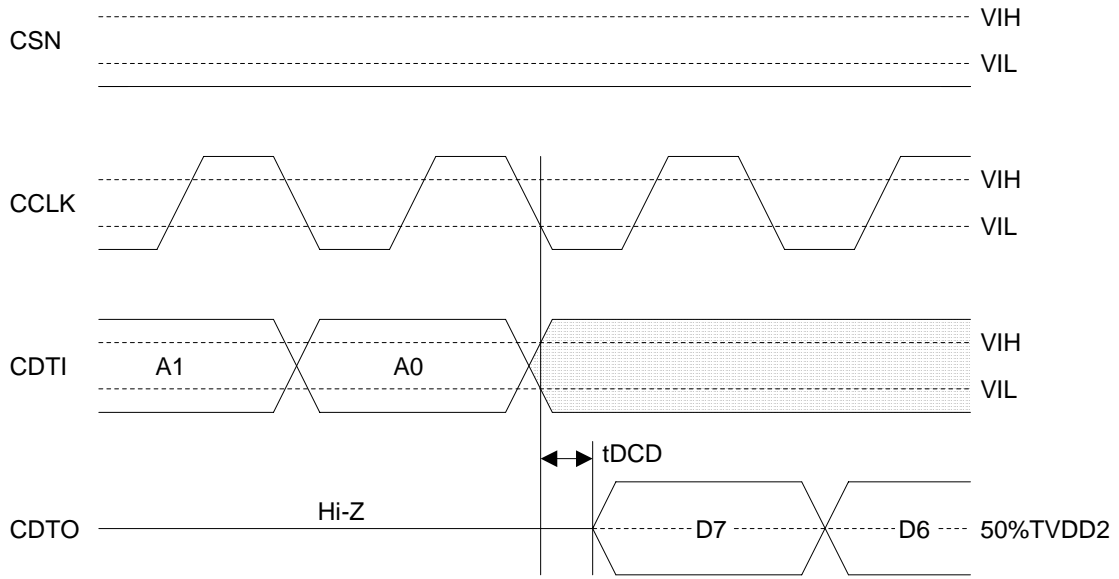 CSN
VIH
VIL
CCLK
VIH
VIL
CDTI
A1
A0
VIH
VIL
tDCD
CDTO
Hi-Z
D7
D6
50%TVDD2